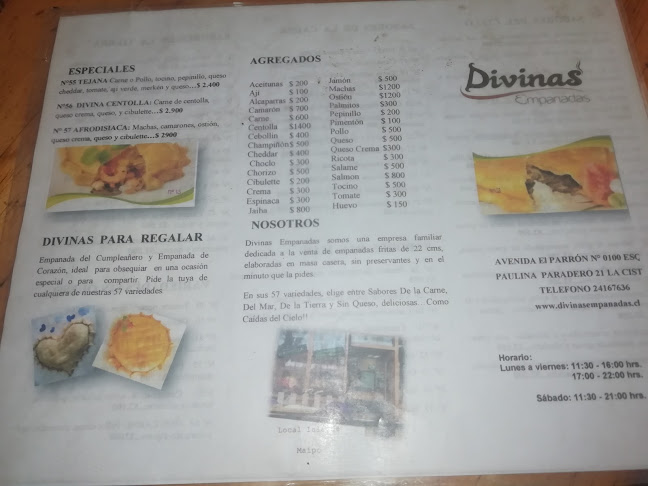 ESPECIALES
Nº55 TEJANA Carne o Pollo, tocino, pepinillo, queso
cheddar, tomate, aji verde, merken y queso...$ 2.400
Nº56 DIVINA CENTOLLA: Carne de centolla,
queso crema, queso, y cibulette...$ 2.900
Nº 57 AFRODISIACA: Machas, camarones, ostión,
queso crema, queso y cibulette...$ 2900
DIVINAS PARA REGALAR
Empanada del Cumpleañero y Empanada de
Corazón, ideal para obsequiar en una ocasión
especial o para compartir. Pide la tuya de
cualquiera de nuestras 57 variedades
AGREGADOS
Aceitunas $ 200
Ají $ 100
Alcaparras $ 200
Camarón $ 700
Carne $ 600
Centolla $1400
Cebollín $ 400
Champiñón $ 500
Cheddar $ 400
Choclo $ 300
Chorizo $ 500
Cibulette $ 200
Crema $ 300
Espinaca $ 300
Jaiba $ 800
Jamón $ 500
Machas $1200
Ostión $1200
Palmitos $300
Pepinillo $ 200
Pimentón $ 100
Pollo $ 500
Queso $ 500
Queso Crema $ 300
Ricota $ 300
Salame $ 500
Salmon $ 800
Tocino $ 500
Tomate $ 300
Huevo $ 150
NOSOTROS
Divinas Empanadas somos una empresa familiar
dedicada a la venta de empanadas fritas de 22 cms,
elaboradas en masa casera, sin preservantes y en el
minuto que la pides.
En sus 57 variedades, elige entre Sabores De la Carne,
Del Mar, De la Tierra y Sin Queso, deliciosas... Como
Caídas del Cielo!!
Local
Maipo
Divinas
Empanadas
AVENIDA El PARRÓN Nº 0100 ESQ
PAULINA PARADERO 21 LA CIST
TELEFONO 24167636
www.divinasempanadas.cl
Horario:
Lunes a viernes: 11:30 - 16:00 hrs.
17:00 - 22:00 hrs.
Sábado: 11:30 - 21:00 hrs.